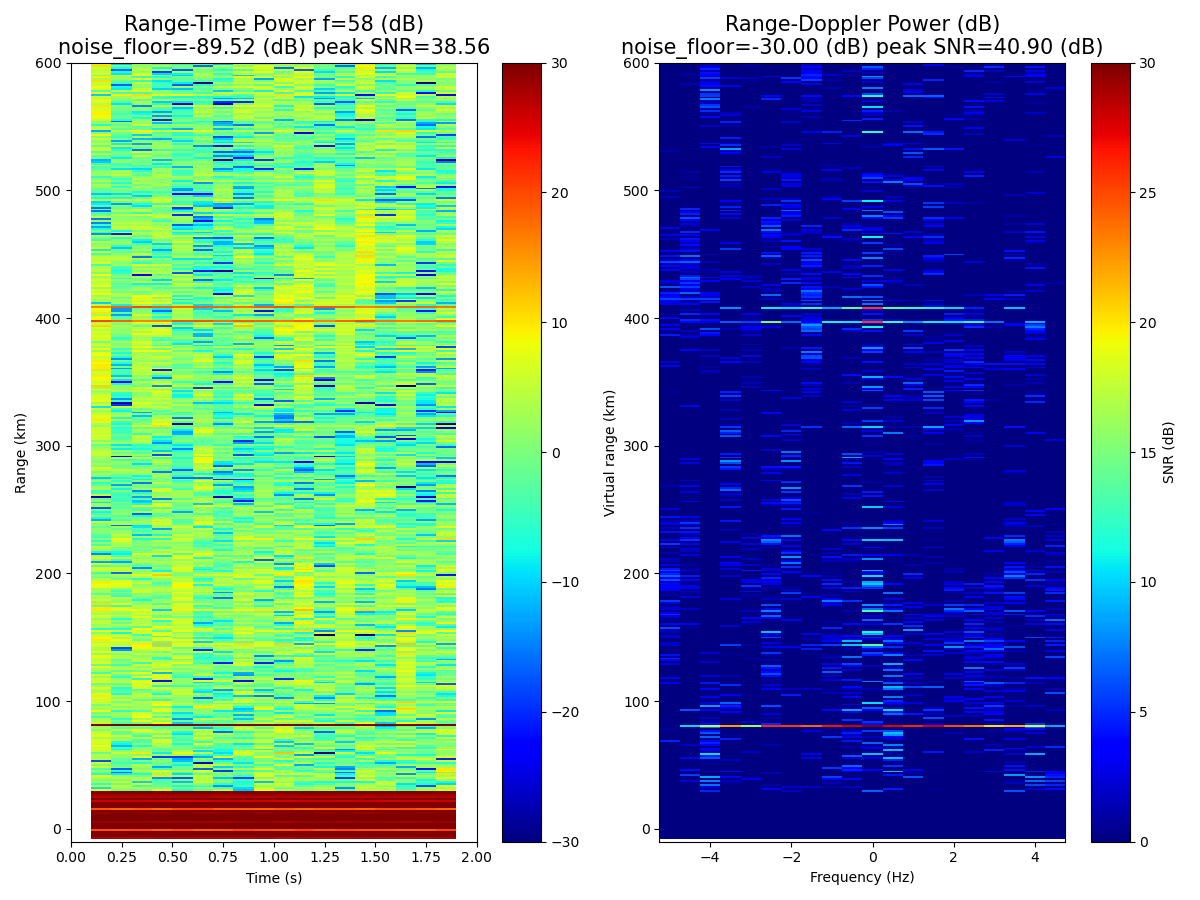 Range-Time Power f=58 (dB)
noise_floor=-89.52 (dB) peak SNR=38.56
Range (km)
600
500
400
300
200
100
0
0.00 0.25 0.50 0.75 1.00 1.25 1.50 1.75 2.00
Time (s)
30
20
10
0
−10
−20
−30
Range-Doppler Power (dB)
noise_floor=-30.00 (dB) peak SNR=40.90 (dB)
Virtual range (km)
600
500
400
300
200
100
0
−4 −2 0 2 4
Frequency (Hz)
30
25
20
15
10
5
0
SNR (dB)